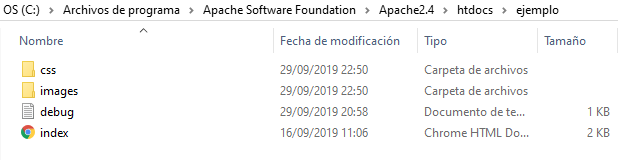 OS (C:) › Archivos de programa › Apache Software Foundation › Apache2.4 › htdocs › ejemplo
Nombre Fecha de modificación Tipo Tamaño
css 29/09/2019 22:50 Carpeta de archivos
images 29/09/2019 22:50 Carpeta de archivos
debug 29/09/2019 20:58 Documento de te... 1 KB
index 16/09/2019 11:06 Chrome HTML Do... 2 KB